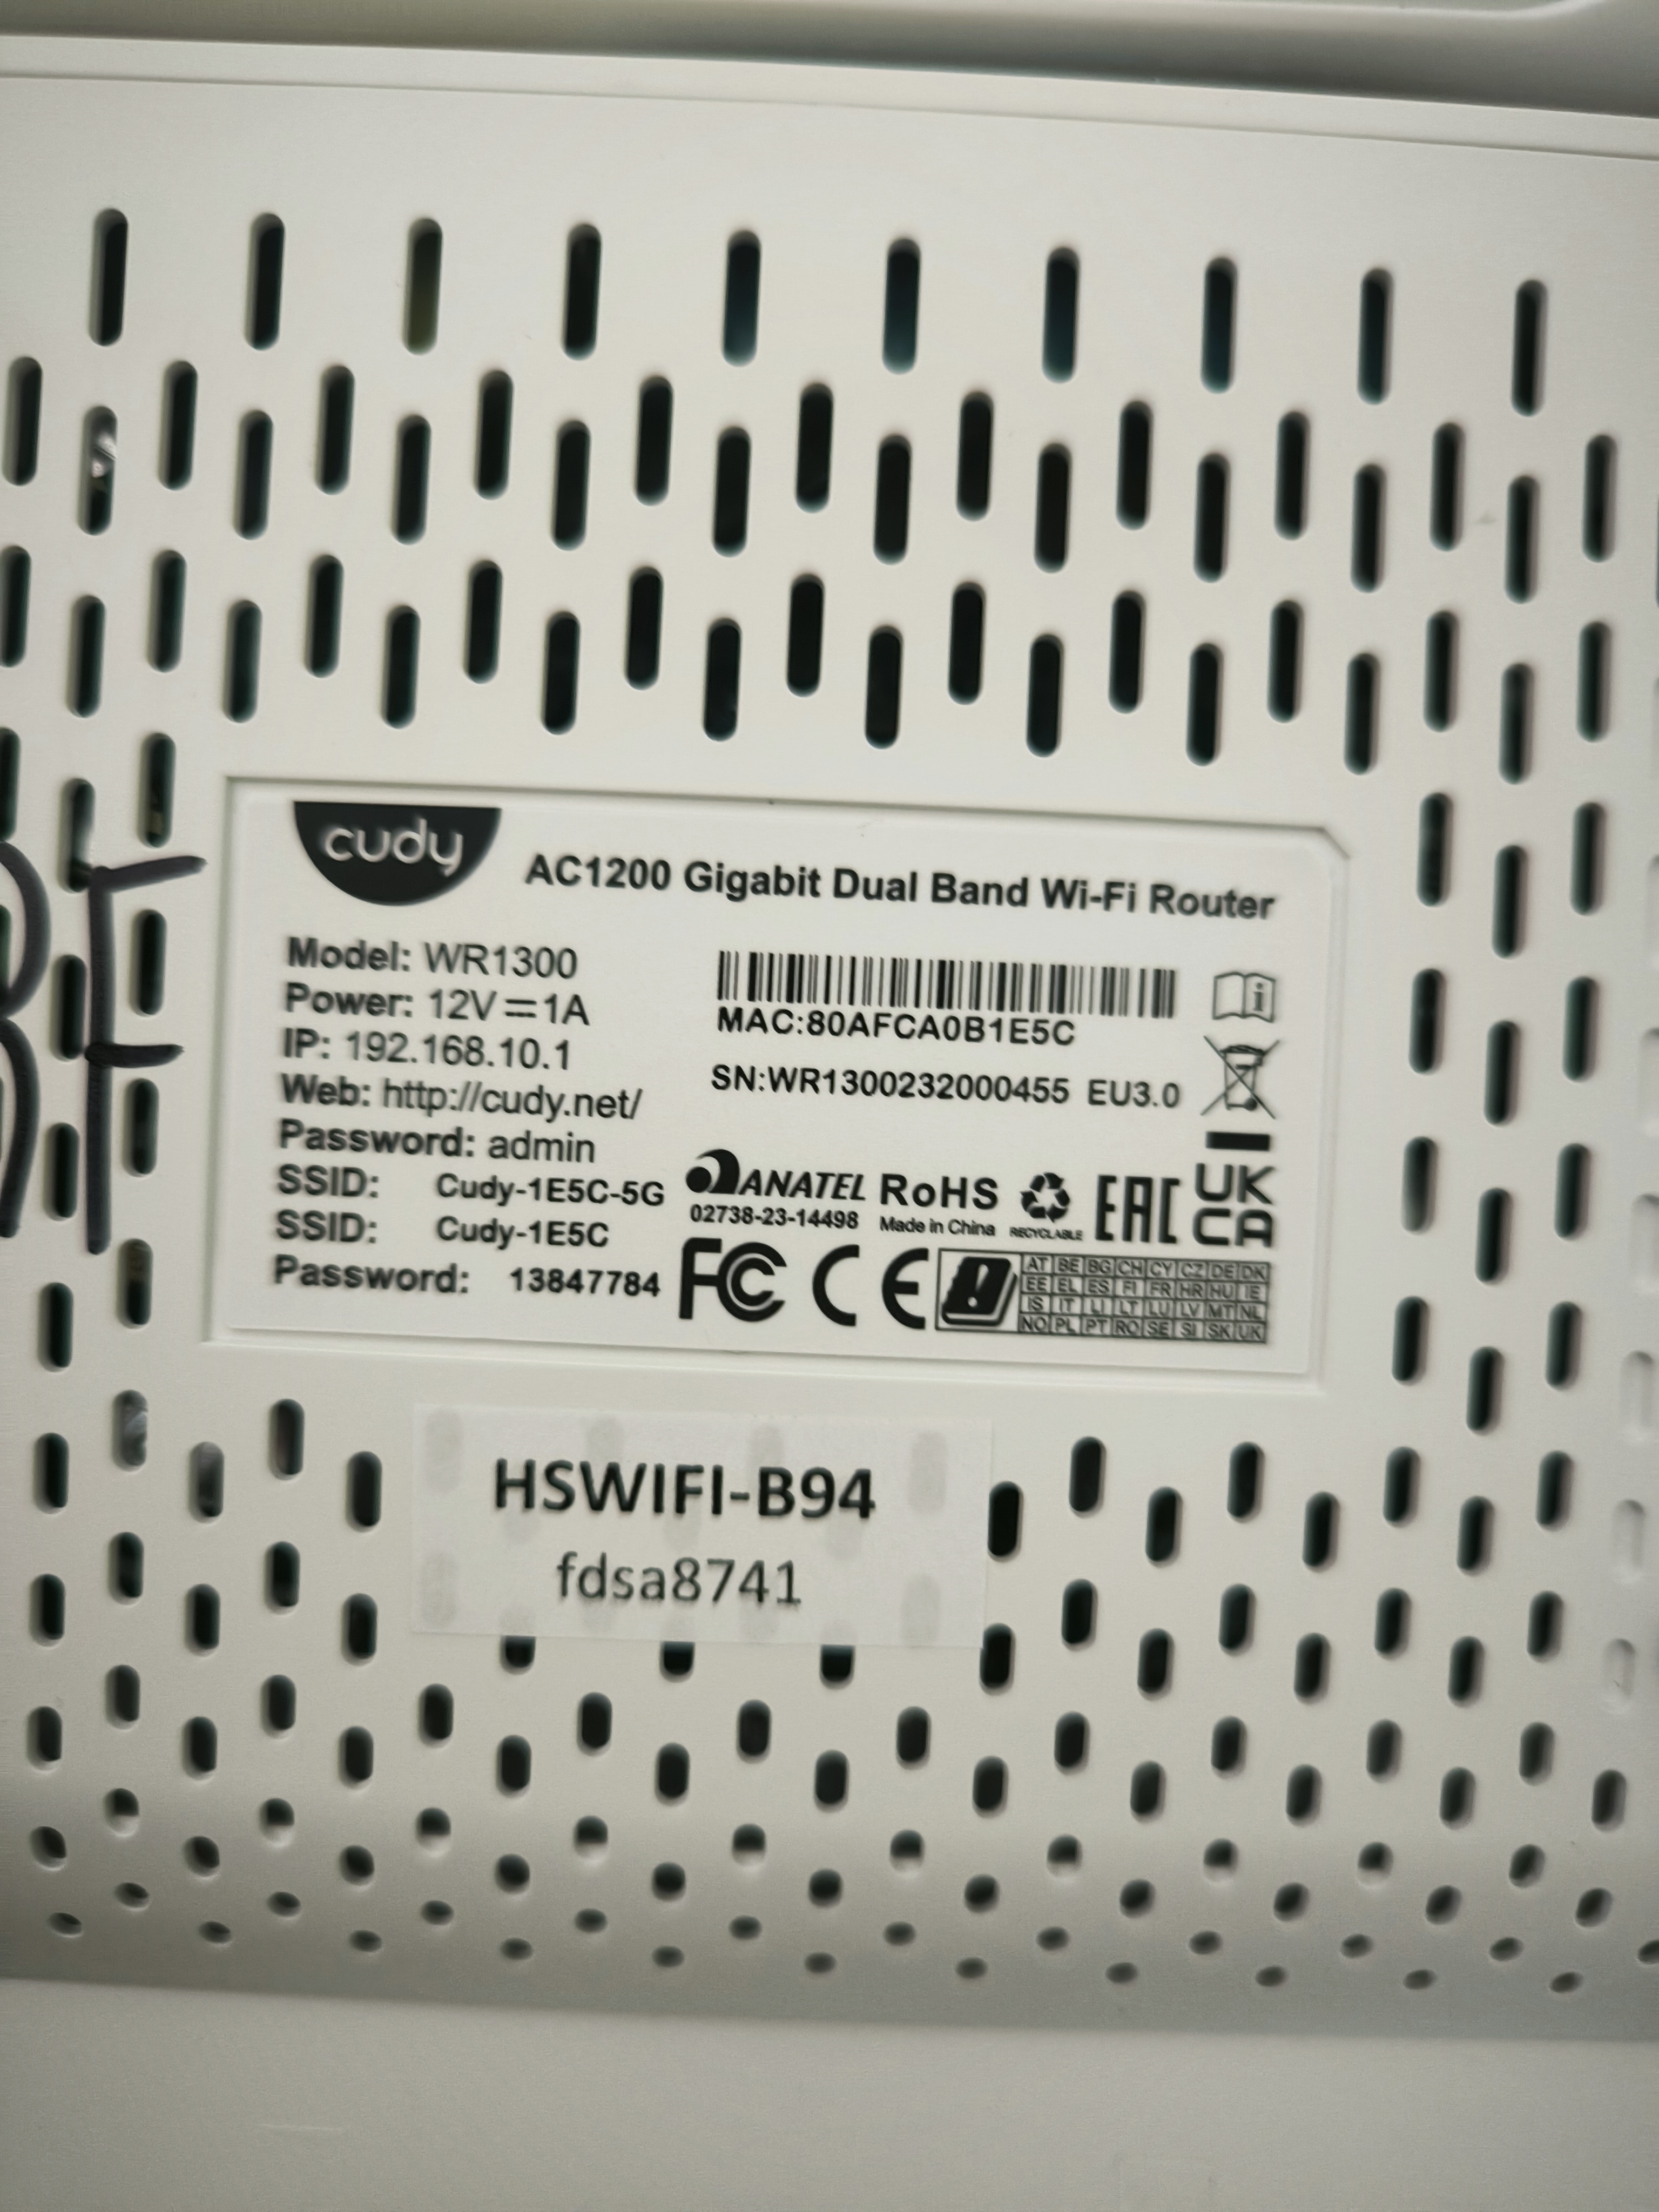 cudy
AC1200 Gigabit Dual Band Wi-Fi Router
Model: WR1300
Power: 12V⎓1A
IP: 192.168.10.1
Web: http://cudy.net/
Password: admin
SSID: Cudy-1E5C-5G
SSID: Cudy-1E5C
Password: 13847784
MAC:80AFCA0B1E5C
SN:WR1300232000455 EU3.0
ANATEL
02738-23-14498
RoHS
Made in China
RECYCLABLE
EAC
UK
CA
FC CE
AT BE BG CH CY CZ DE DK
EE EL ES FI FR HR HU IE
IS IT LI LT LU LV MT NL
NO PL PT RO SE SI SK UK
HSWIFI-B94
fdsa8741